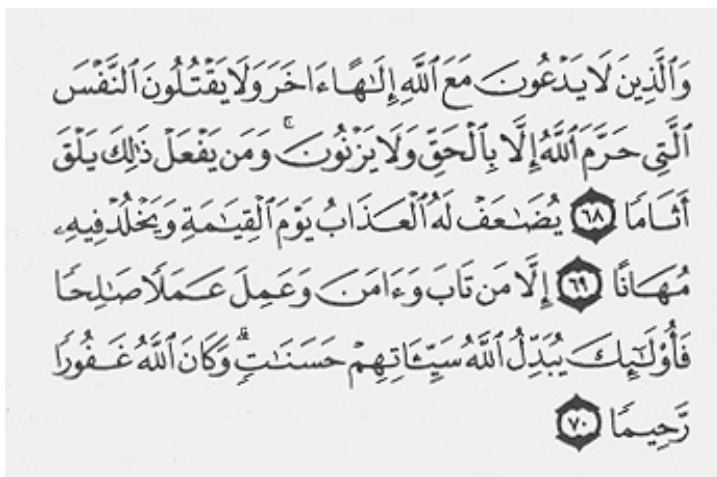 وَٱلَّذِينَ لَا يَدۡعُونَ مَعَ ٱللَّهِ إِلَٰهًا ءَاخَرَ وَلَا يَقۡتُلُونَ ٱلنَّفۡسَ
ٱلَّتِي حَرَّمَ ٱللَّهُ إِلَّا بِٱلۡحَقِّ وَلَا يَزۡنُونَۚ وَمَن يَفۡعَلۡ ذَٰلِكَ يَلۡقَ
أَثَامٗا ٦٨ يُضَٰعَفۡ لَهُ ٱلۡعَذَابُ يَوۡمَ ٱلۡقِيَٰمَةِ وَيَخۡلُدۡ فِيهِۦ
مُهَانًا ٦٩ إِلَّا مَن تَابَ وَءَامَنَ وَعَمِلَ عَمَلٗا صَٰلِحٗا
فَأُوْلَٰٓئِكَ يُبَدِّلُ ٱللَّهُ سَيِّـَٔاتِهِمۡ حَسَنَٰتٖۗ وَكَانَ ٱللَّهُ غَفُورٗا
رَّحِيمٗا ٧٠